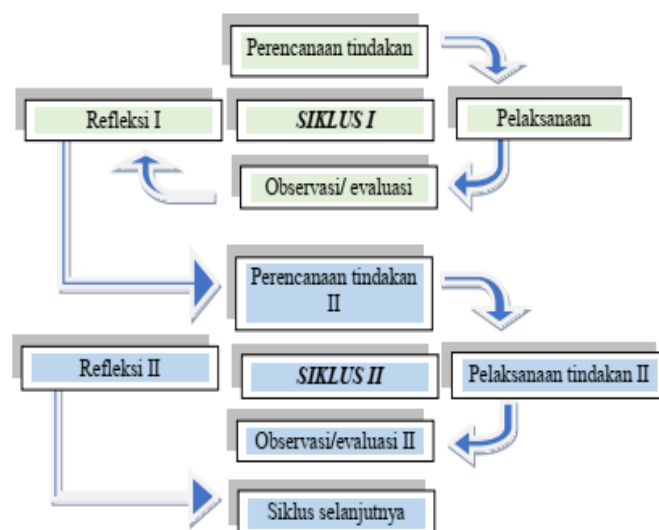 Perencanaan tindakan
Refleksi I
SIKLUS I
Pelaksanaan
Observasi/ evaluasi
Perencanaan tindakan
II
Refleksi II
SIKLUS II
Pelaksanaan tindakan II
Observasi/evaluasi II
Siklus selanjutnya